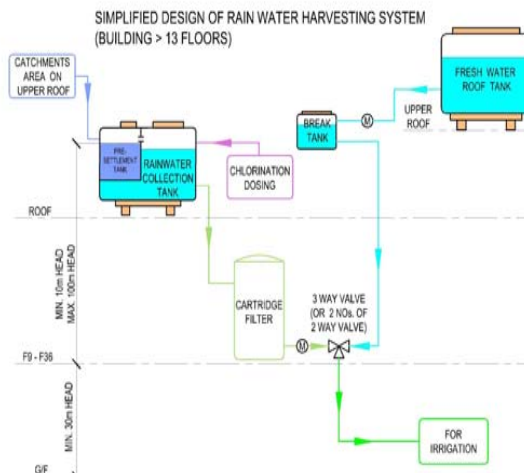 SIMPLIFIED DESIGN OF RAIN WATER HARVESTING SYSTEM
(BUILDING > 13 FLOORS)
CATCHMENTS
AREA ON
UPPER ROOF
FRESH WATER
ROOF TANK
M
BREAK
TANK
UPPER
ROOF
PRE-
SETTLEMENT
TANK
RAINWATER
COLLECTION
TANK
CHLORINATION
DOSING
ROOF
MIN. 10m HEAD
MAX. 100m HEAD
CARTRIDGE
FILTER
3 WAY VALVE
(OR 2 NOs. OF
2 WAY VALVE)
M
F9 - F36
MIN. 30m HEAD
FOR
IRRIGATION
G/F